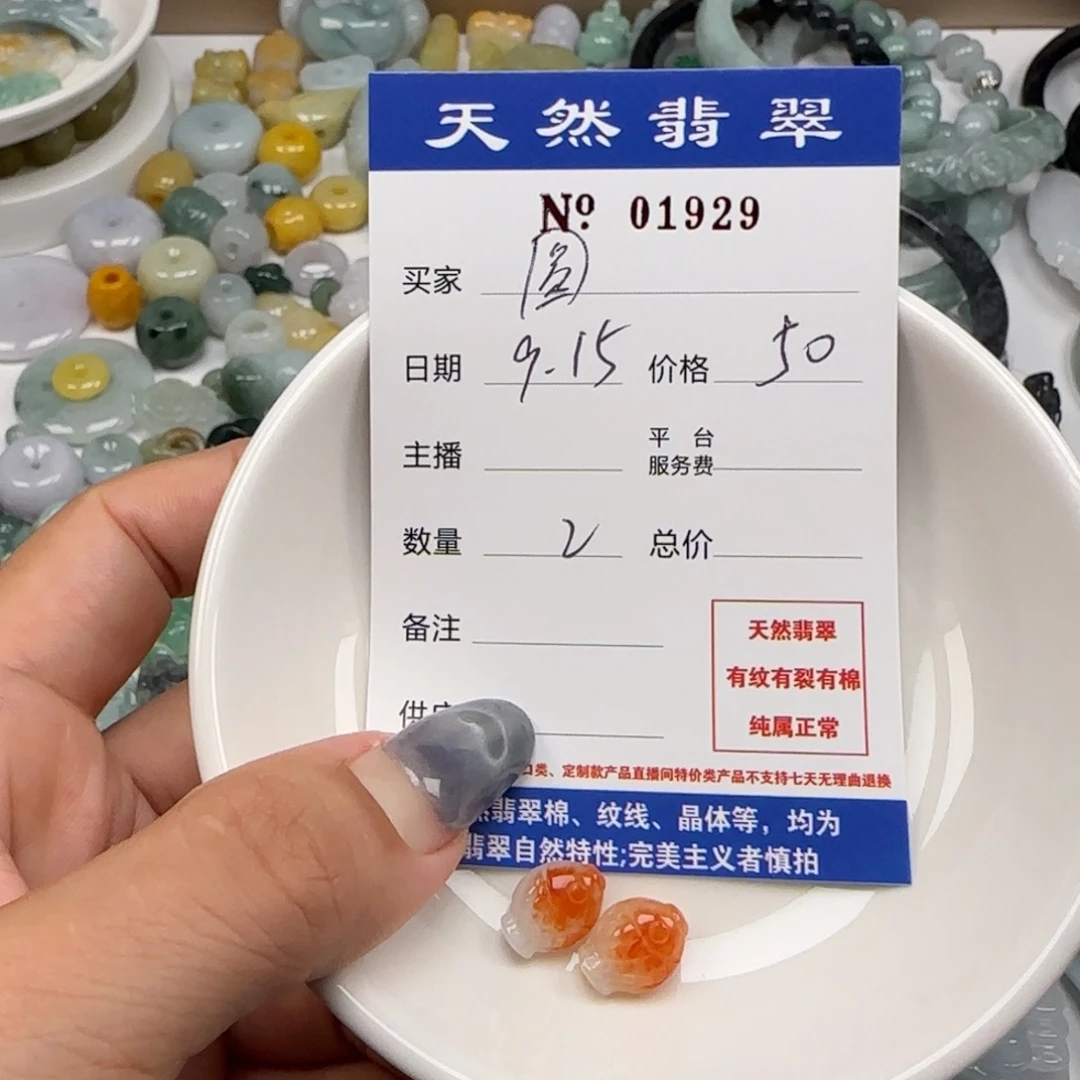 天然翡翠
Nº 01929
买家 圆
日期 9.15 价格 50
主播 平台服务费
数量 2 总价
备注
天然翡翠
有纹有裂有棉
纯属正常
供
口类、定制款产品直播间特价类产品不支持七天无理由退换
然翡翠棉、纹线、晶体等，均为
翡翠自然特性;完美主义者慎拍